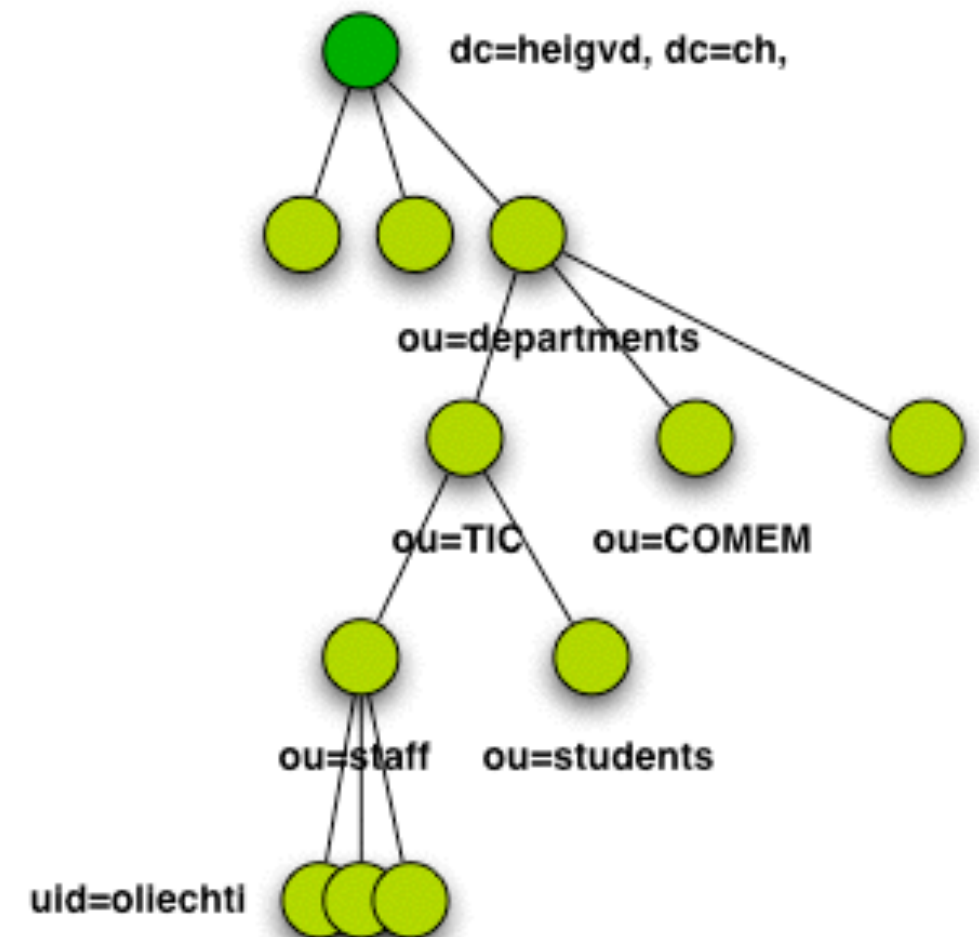 dc=heigvd, dc=ch,
ou=departments
ou=TIC
ou=COMEM
ou=staff
ou=students
uid=oliechti